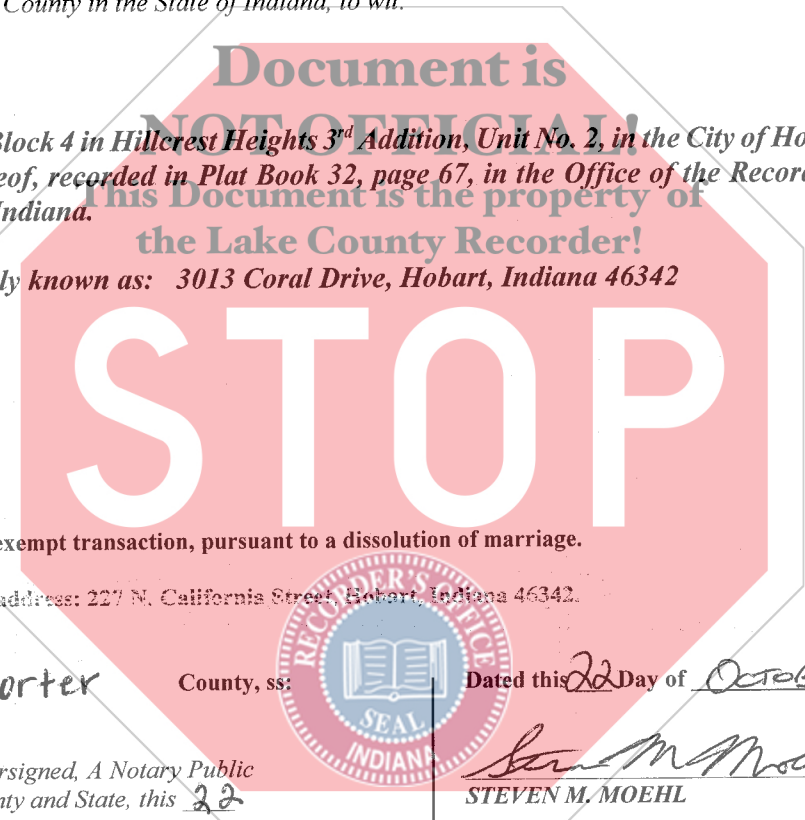 County in the State of Indiana, to wit:
Document is
NOT OFFICIAL!
Block 4 in Hillcrest Heights 3rd Addition, Unit No. 2, in the City of Ho
eof, recorded in Plat Book 32, page 67, in the Office of the Recor
This Document is the property of
Indiana.
the Lake County Recorder!
ly known as: 3013 Coral Drive, Hobart, Indiana 46342
STOP
exempt transaction, pursuant to a dissolution of marriage.
address: 227 N. California Street, Hobart, Indiana 46342.
RECORDER'S OFFICE
SEAL
INDIANA
orter County, ss:
Dated this 22 Day of OCTOB
rsigned, A Notary Public
nty and State, this 22
STEVEN M. MOEHL